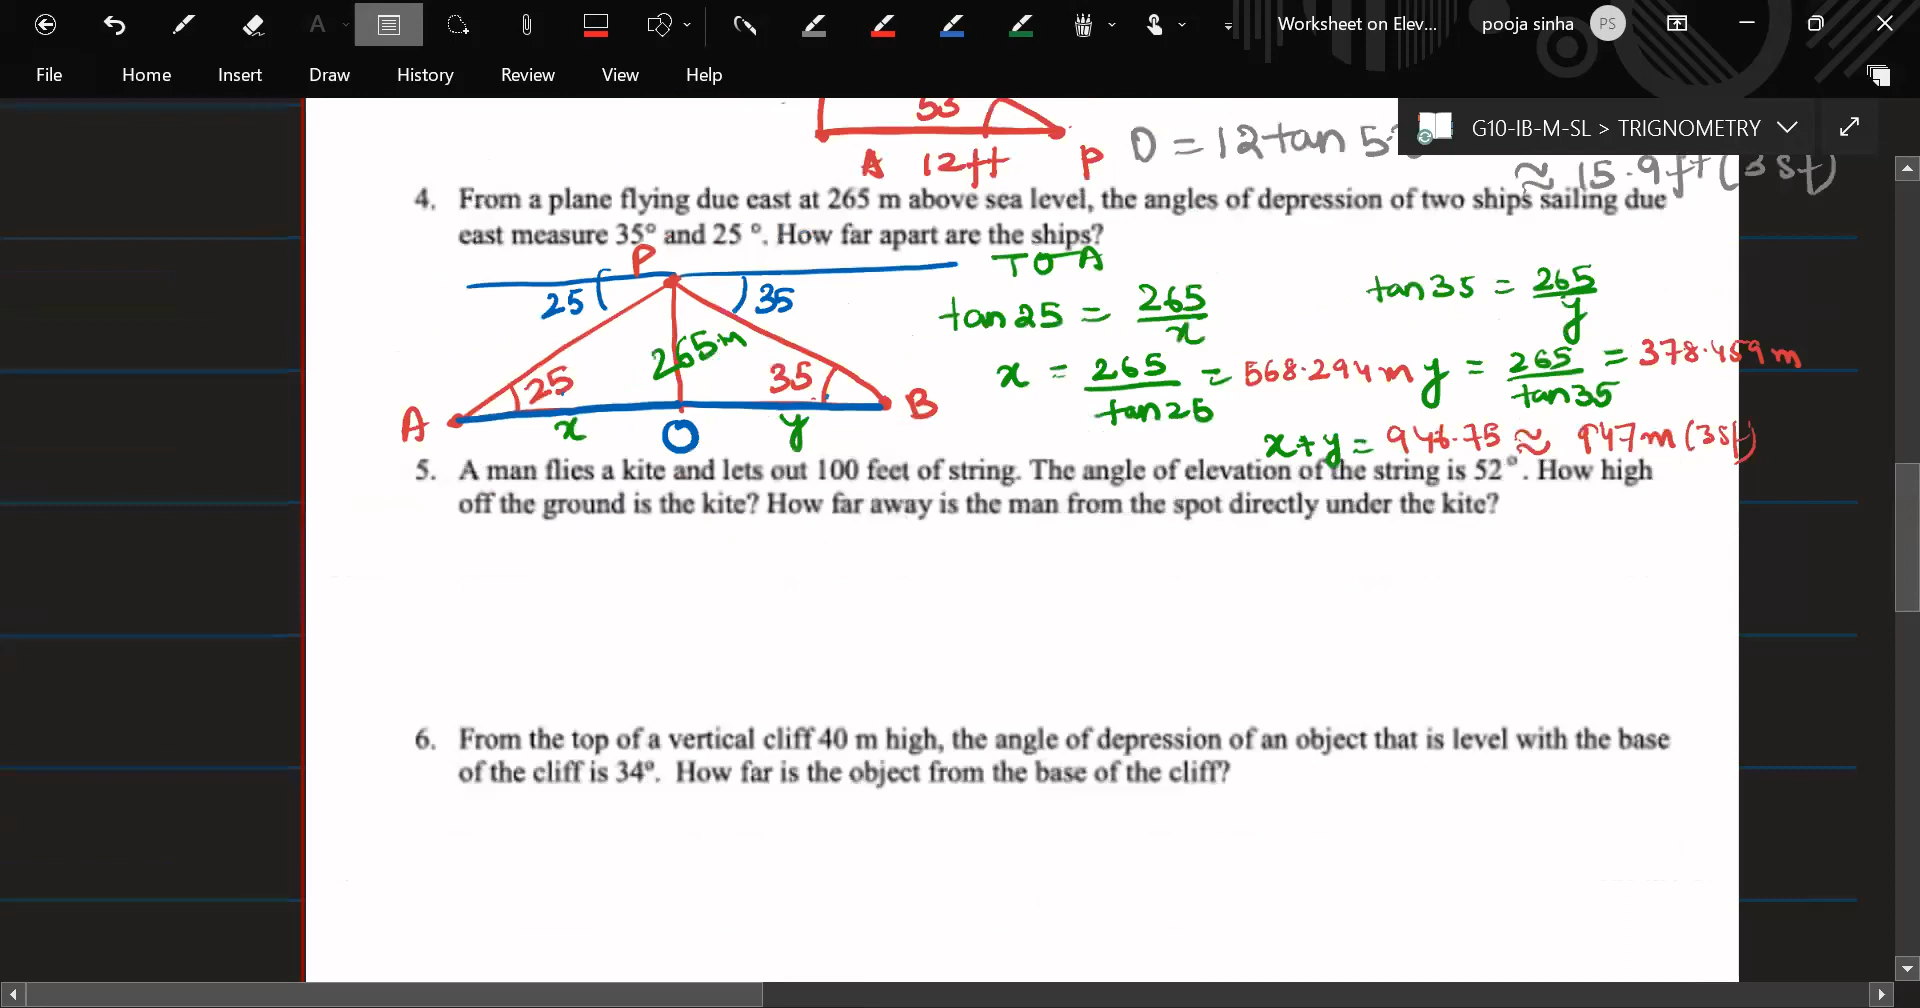 Worksheet on Elev... pooja sinha PS
File Home Insert Draw History Review View Help
G10-IB-M-SL > TRIGNOMETRY
53
A 12ft P
D = 12tan 5
≈ 15.9ft (3sf)
4. From a plane flying due east at 265 m above sea level, the angles of depression of two ships sailing due
east measure 35° and 25 °. How far apart are the ships?
P
25 35
265m
25 35
A x O y B
TOA
tan25 = 265/x
x = 265/tan25 = 568.294m
tan35 = 265/y
y = 265/tan35 = 378.459m
x+y = 946.75 ≈ 947m (3sf)
5. A man flies a kite and lets out 100 feet of string. The angle of elevation of the string is 52°. How high
off the ground is the kite? How far away is the man from the spot directly under the kite?
6. From the top of a vertical cliff 40 m high, the angle of depression of an object that is level with the base
of the cliff is 34°. How far is the object from the base of the cliff?